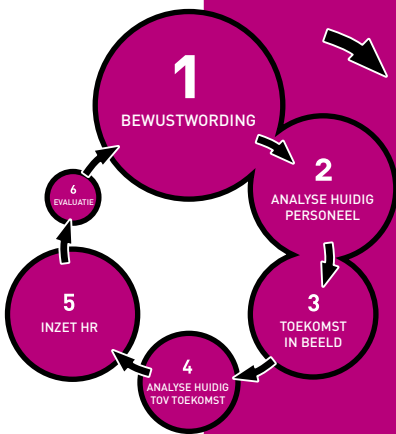 1
BEWUSTWORDING
2
ANALYSE HUIDIG
PERSONEEL
3
TOEKOMST
IN BEELD
4
ANALYSE HUIDIG
TOV TOEKOMST
5
INZET HR
6
EVALUATIE